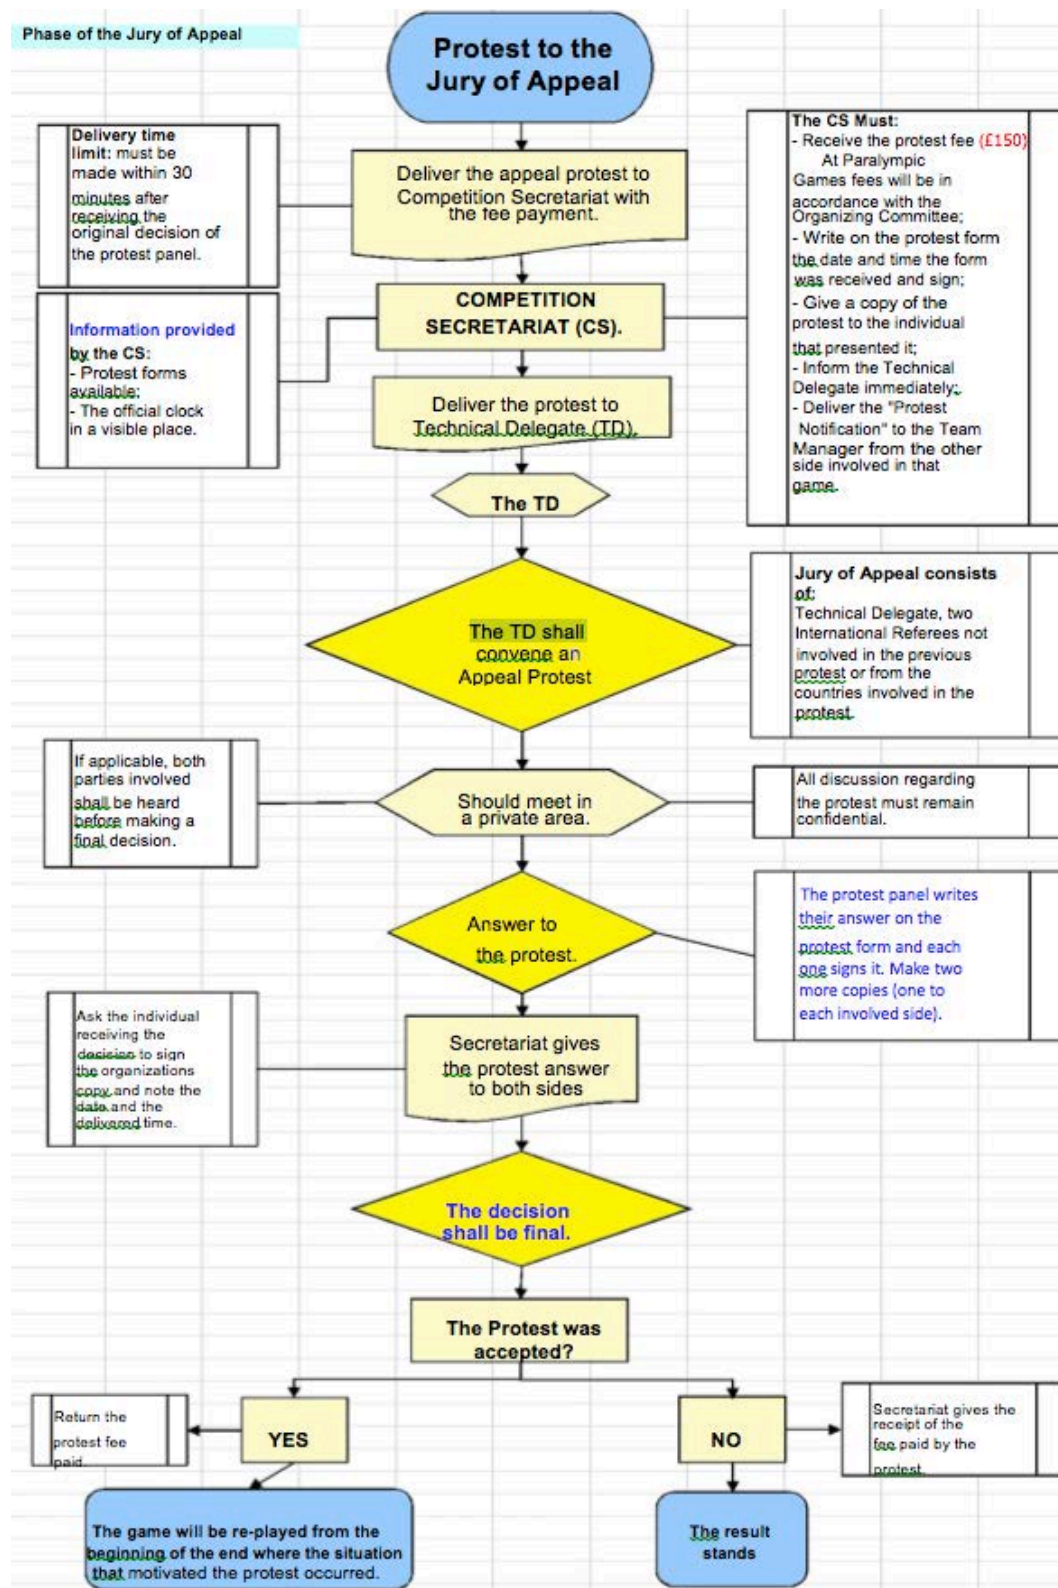 Phase of the Jury of Appeal
Protest to the
Jury of Appeal
Delivery time
limit: must be
made within 30
minutes after
receiving the
original decision of
the protest panel.
Deliver the appeal protest to
Competition Secretariat with
the fee payment.
The CS Must:
- Receive the protest fee (£150)
At Paralympic
Games fees will be in
accordance with the
Organizing Committee;
- Write on the protest form
the date and time the form
was received and sign;
- Give a copy of the
protest to the individual
that presented it;
- Inform the Technical
Delegate immediately;
- Deliver the "Protest
Notification" to the Team
Manager from the other
side involved in that
game.
Information provided
by the CS:
- Protest forms
available;
- The official clock
in a visible place.
COMPETITION
SECRETARIAT (CS).
Deliver the protest to
Technical Delegate (TD).
The TD
The TD shall
convene an
Appeal Protest
Jury of Appeal consists
of:
Technical Delegate, two
International Referees not
involved in the previous
protest or from the
countries involved in the
protest.
If applicable, both
parties involved
shall be heard
before making a
final decision.
Should meet in
a private area.
All discussion regarding
the protest must remain
confidential.
Answer to
the protest.
The protest panel writes
their answer on the
protest form and each
one signs it. Make two
more copies (one to
each involved side).
Ask the individual
receiving the
decision to sign
the organizations
copy and note the
date and the
delivered time.
Secretariat gives
the protest answer
to both sides
The decision
shall be final.
The Protest was
accepted?
Return the
protest fee
paid.
YES
NO
Secretariat gives the
receipt of the
fee paid by the
protest.
The game will be re-played from the
beginning of the end where the situation
that motivated the protest occurred.
The result
stands